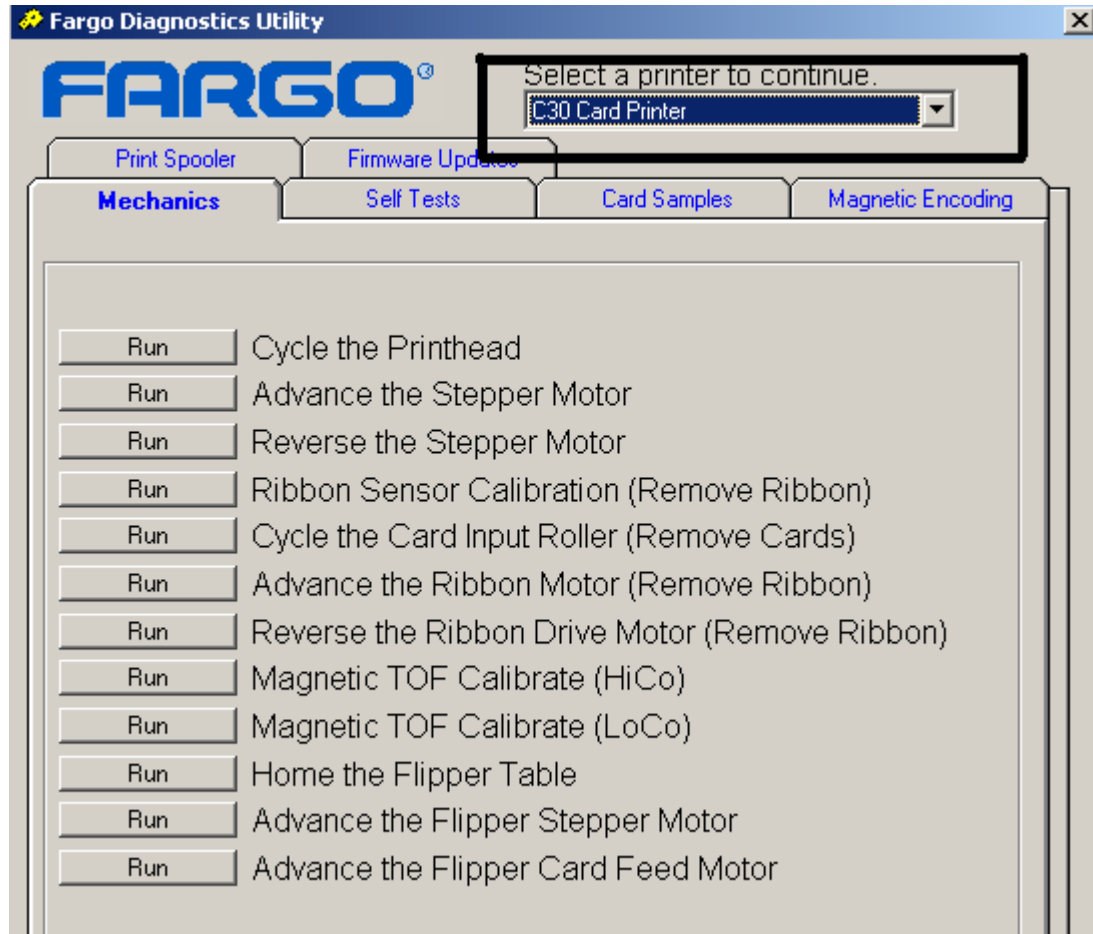 Fargo Diagnostics Utility
FARGO®
Select a printer to continue.
C30 Card Printer
Print Spooler
Firmware Updates
Mechanics
Self Tests
Card Samples
Magnetic Encoding
Run Cycle the Printhead
Run Advance the Stepper Motor
Run Reverse the Stepper Motor
Run Ribbon Sensor Calibration (Remove Ribbon)
Run Cycle the Card Input Roller (Remove Cards)
Run Advance the Ribbon Motor (Remove Ribbon)
Run Reverse the Ribbon Drive Motor (Remove Ribbon)
Run Magnetic TOF Calibrate (HiCo)
Run Magnetic TOF Calibrate (LoCo)
Run Home the Flipper Table
Run Advance the Flipper Stepper Motor
Run Advance the Flipper Card Feed Motor